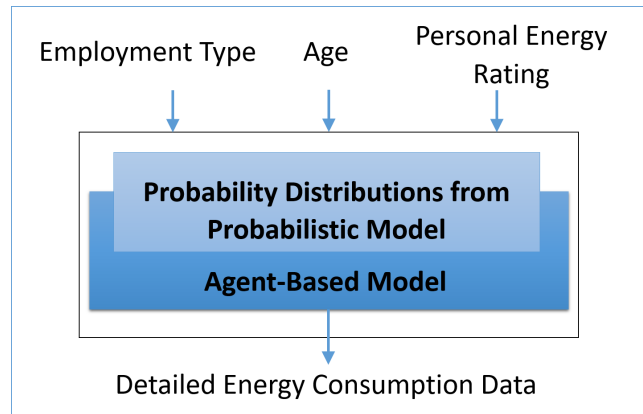 Employment Type
Age
Personal Energy
Rating
Probability Distributions from
Probabilistic Model
Agent-Based Model
Detailed Energy Consumption Data